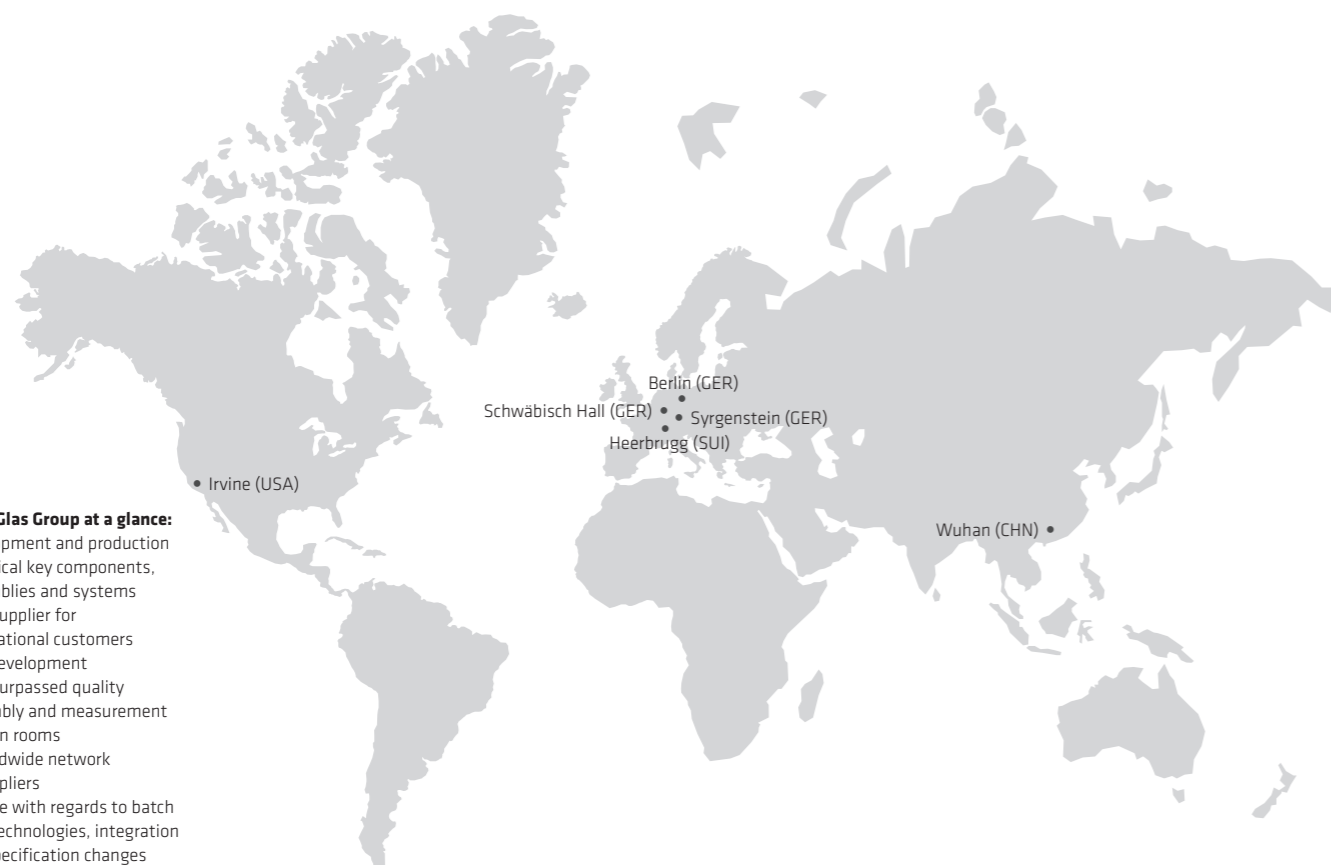 Berlin (GER)
Schwäbisch Hall (GER)
Syrgenstein (GER)
Heerbrugg (SUI)
Irvine (USA)
Wuhan (CHN)
Glas Group at a glance:
pment and production
ical key components,
blies and systems
upplier for
ational customers
evelopment
urpassed quality
bly and measurement
n rooms
dwide network
pliers
e with regards to batch
echnologies, integration
pecification changes